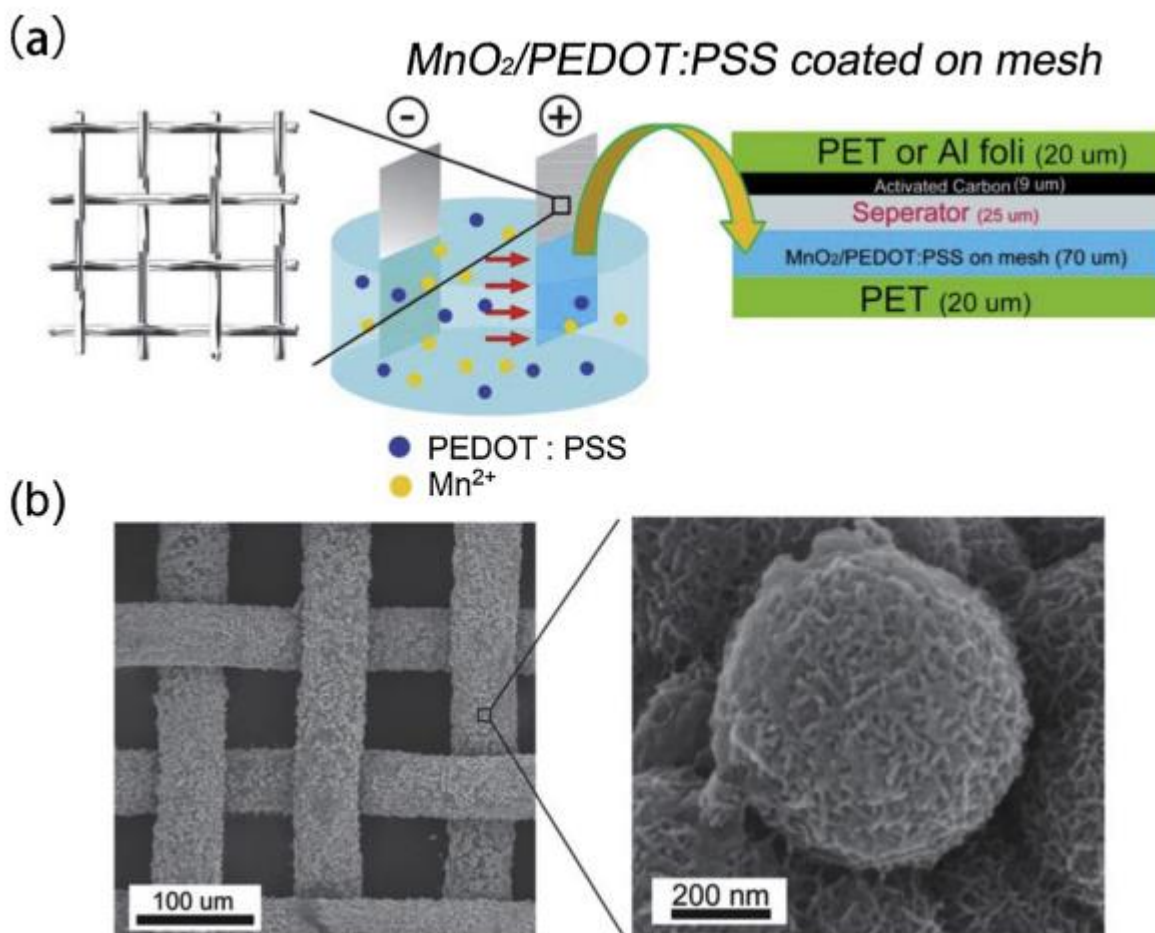 (a)
MnO₂/PEDOT:PSS coated on mesh
-
+
PET or Al foli (20 um)
Activated Carbon (9 um)
Seperator (25 um)
MnO₂/PEDOT:PSS on mesh (70 um)
PET (20 um)
PEDOT : PSS
Mn²⁺
(b)
100 um
200 nm